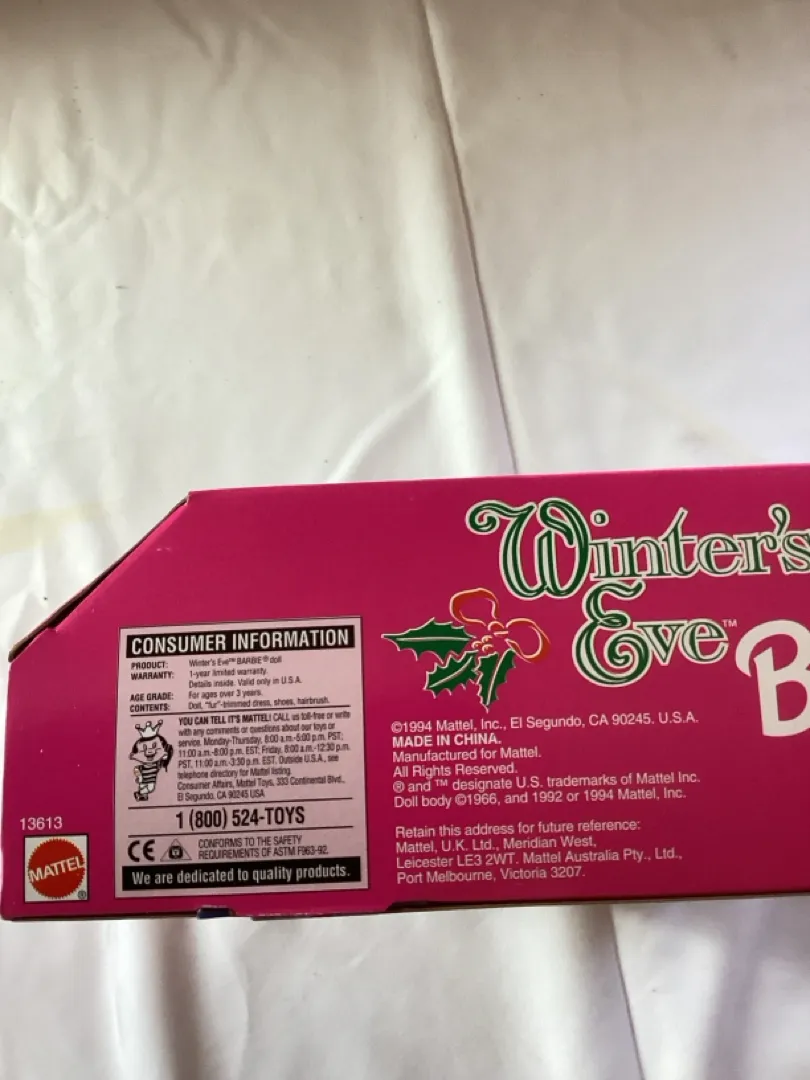 Winter's
Eve™
B
CONSUMER INFORMATION
PRODUCT: Winter's Eve™ BARBIE® doll
WARRANTY: 1-year limited warranty.
Details inside. Valid only in U.S.A.
AGE GRADE: For ages over 3 years.
CONTENTS: Doll, "fur"-trimmed dress, shoes, hairbrush.
YOU CAN TELL IT'S MATTEL! CALL us toll-free or write
with any comments or questions about our toys or
service. Monday-Thursday, 8:00 a.m.-5:00 p.m. PST;
11:00 a.m.-8:00 p.m. EST; Friday, 8:00 a.m.-12:30 p.m.
PST, 11:00 a.m.-3:30 p.m. EST. Outside U.S.A., see
telephone directory for Mattel listing.
Consumer Affairs, Mattel Toys, 333 Continental Blvd.,
El Segundo, CA 90245 USA
1 (800) 524-TOYS
CE CONFORMS TO THE SAFETY
REQUIREMENTS OF ASTM F963-92.
We are dedicated to quality products.
13613
MATTEL®
©1994 Mattel, Inc., El Segundo, CA 90245. U.S.A.
MADE IN CHINA.
Manufactured for Mattel.
All Rights Reserved.
® and ™ designate U.S. trademarks of Mattel Inc.
Doll body ©1966, and 1992 or 1994 Mattel, Inc.
Retain this address for future reference:
Mattel, U.K. Ltd., Meridian West,
Leicester LE3 2WT. Mattel Australia Pty., Ltd.,
Port Melbourne, Victoria 3207.